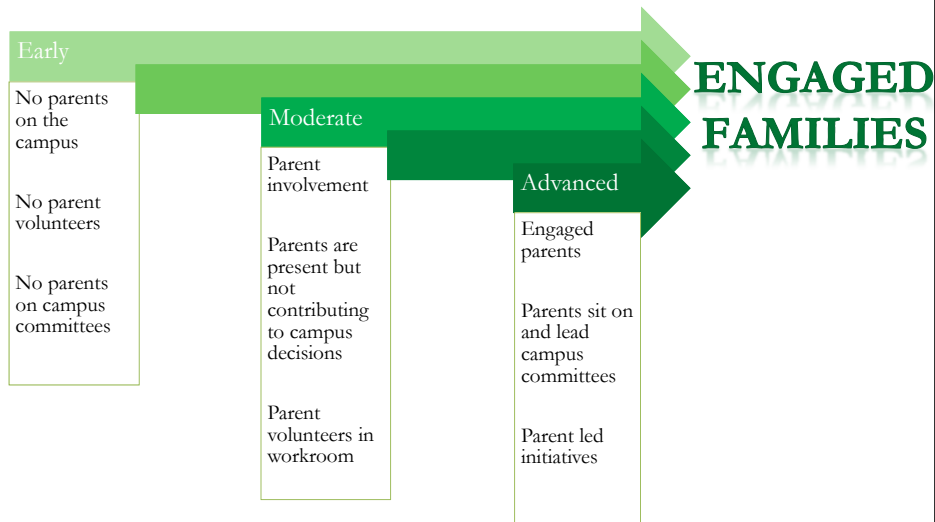 Early
No parents
on the
campus
No parent
volunteers
No parents
on campus
committees
Moderate
Parent
involvement
Parents are
present but
not
contributing
to campus
decisions
Parent
volunteers in
workroom
Advanced
Engaged
parents
Parents sit on
and lead
campus
committees
Parent led
initiatives
ENGAGED
FAMILIES